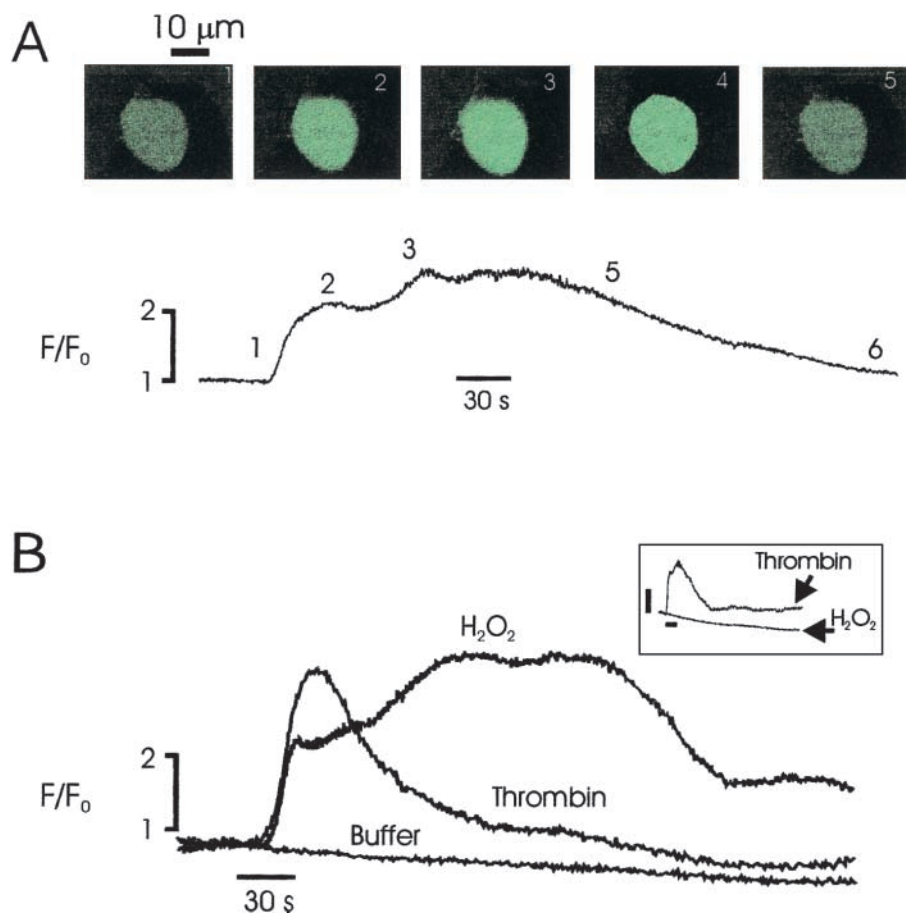 A
10 μm
1 2 3 4 5
1 2 3 5 6
F/F₀
2
1
30 s
B
Thrombin
H₂O₂
H₂O₂
F/F₀
2
1
Thrombin
Buffer
30 s